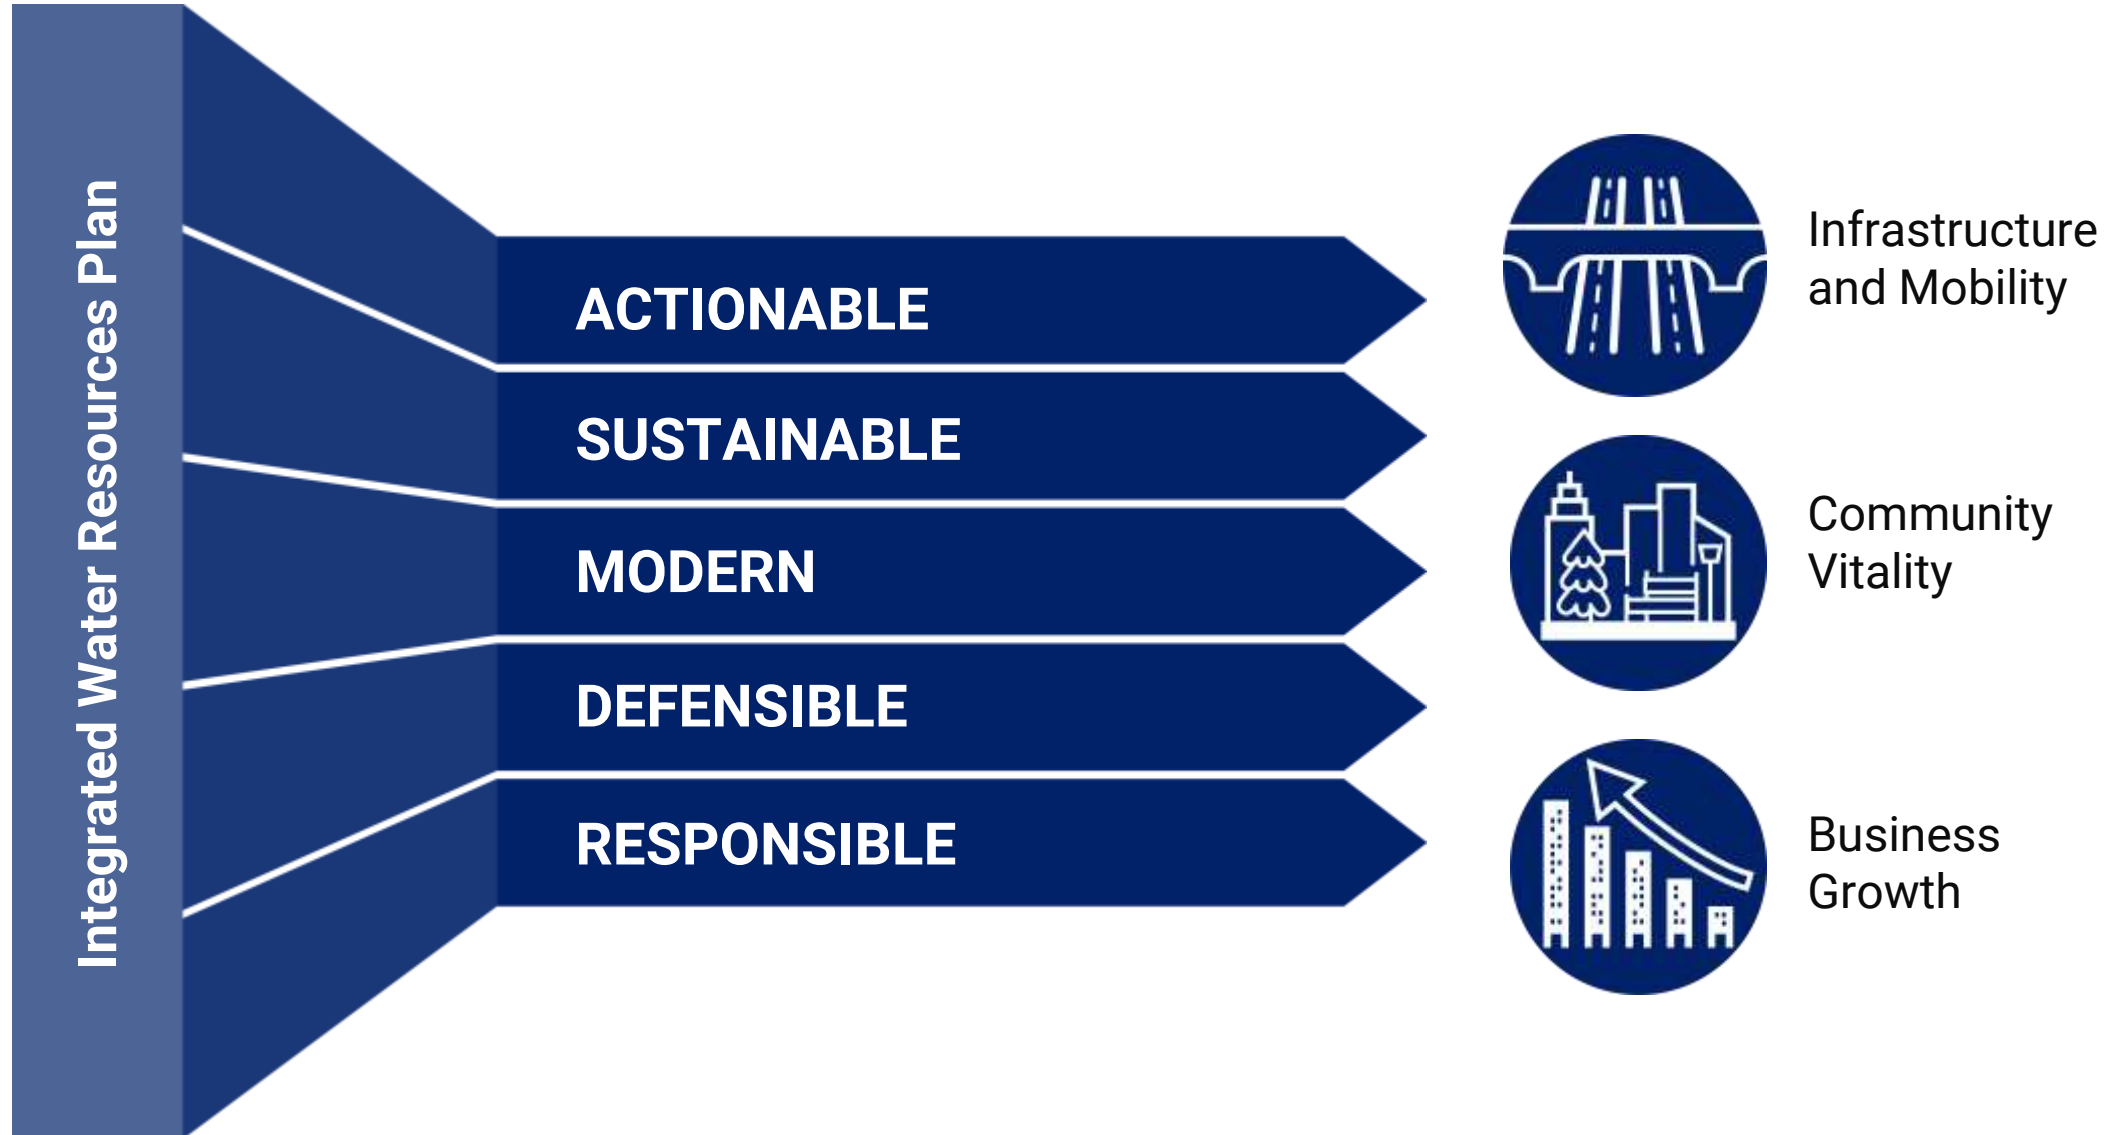 Integrated Water Resources Plan
ACTIONABLE
SUSTAINABLE
MODERN
DEFENSIBLE
RESPONSIBLE
Infrastructure
and Mobility
Community
Vitality
Business
Growth